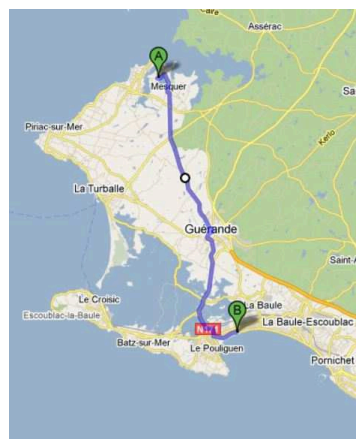 Assérac
A
Mesquer
Piriac-sur-Mer
Kerlo
La Turballe
Guérande
Saint-
Le Croisic
La Baule
Escoublac-la-Baule
B
La Baule-Escoublac
Batz-sur-Mer
Le Pouliguen
Pornichet